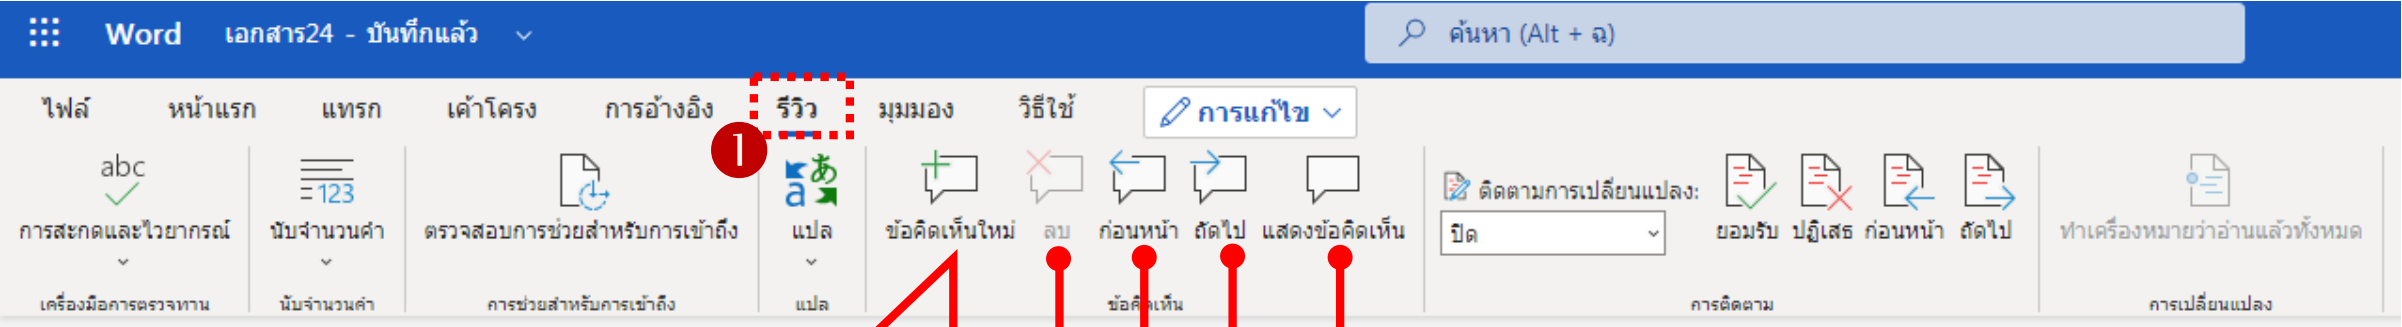 Word เอกสาร24 - บันทึกแล้ว ค้นหา (Alt + ฉ)
ไฟล์ หน้าแรก แทรก เค้าโครง การอ้างอิง รีวิว มุมมอง วิธีใช้ การแก้ไข
1
abc
123
a あ
ติดตามการเปลี่ยนแปลง:
การสะกดและไวยากรณ์ นับจำนวนคำ ตรวจสอบการช่วยสำหรับการเข้าถึง แปล ข้อคิดเห็นใหม่ ลบ ก่อนหน้า ถัดไป แสดงข้อคิดเห็น ปิด ยอมรับ ปฏิเสธ ก่อนหน้า ถัดไป ทำเครื่องหมายว่าอ่านแล้วทั้งหมด
เครื่องมือการตรวจทาน นับจำนวนคำ การช่วยสำหรับการเข้าถึง แปล ข้อคิดเห็น การติดตาม การเปลี่ยนแปลง